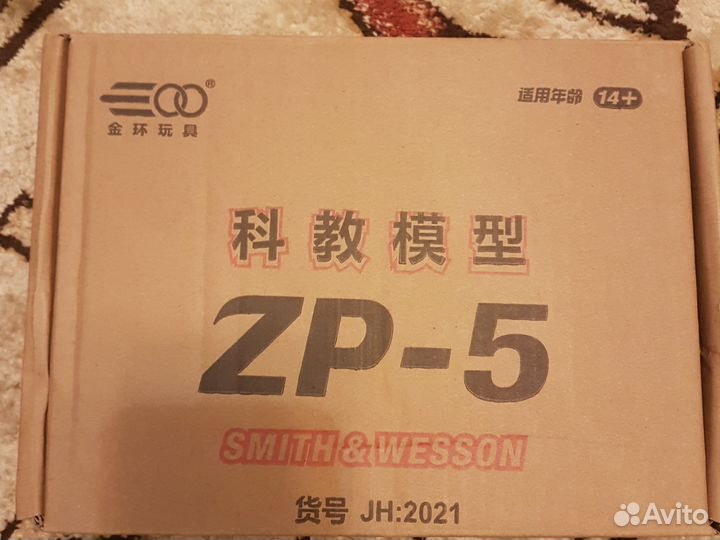 ®
适用年龄 14+
金环玩具
科教模型
ZP-5
SMITH & WESSON
货号 JH:2021
Avito